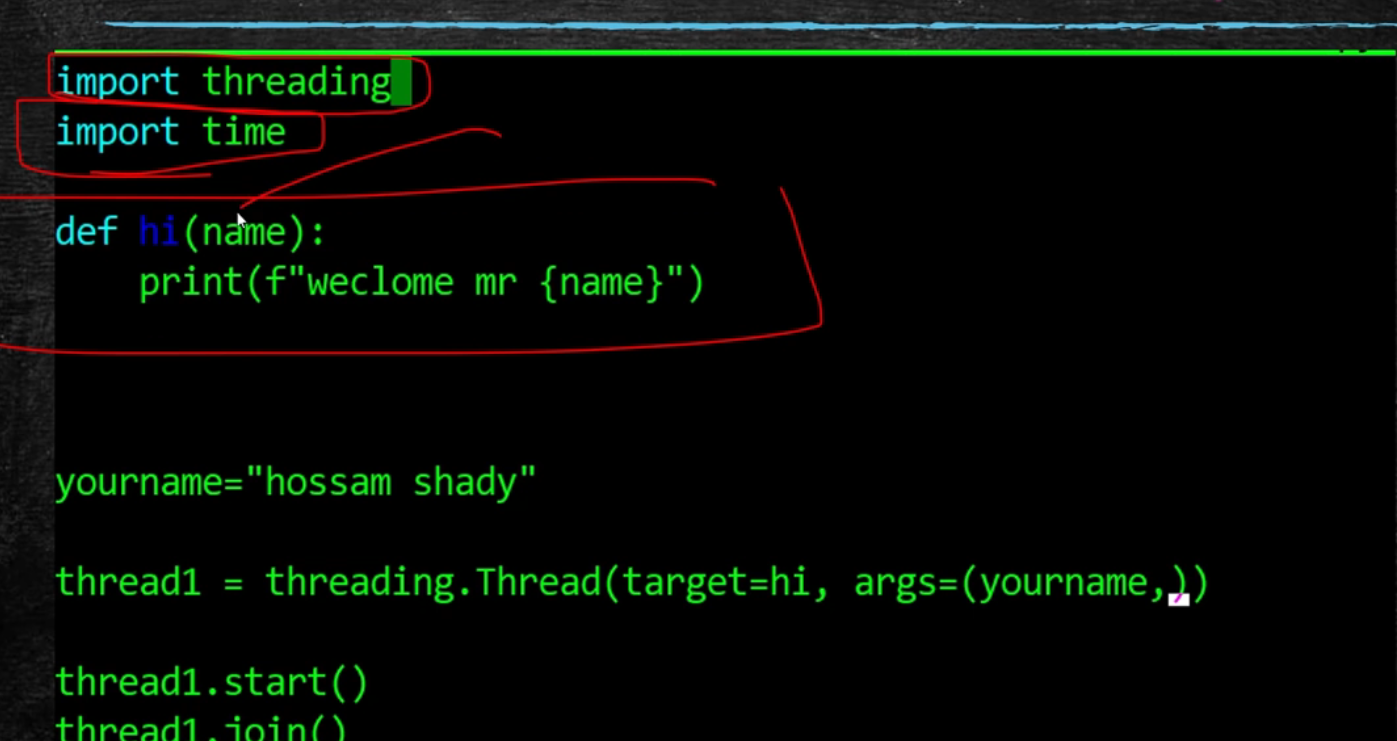 import threading
import time
def hi(name):
    print(f"weclome mr {name}")
yourname="hossam shady"
thread1 = threading.Thread(target=hi, args=(yourname,))
thread1.start()
thread1.join()